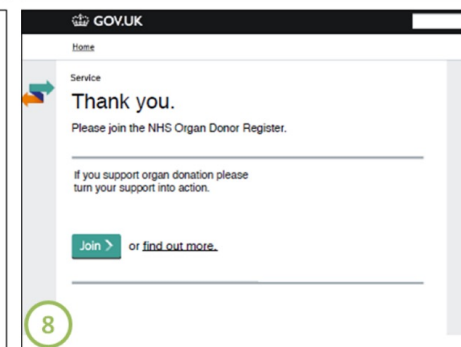 GOV.UK
Home
Service
Thank you.
Please join the NHS Organ Donor Register.
If you support organ donation please
turn your support into action.
Join > or find out more.
8